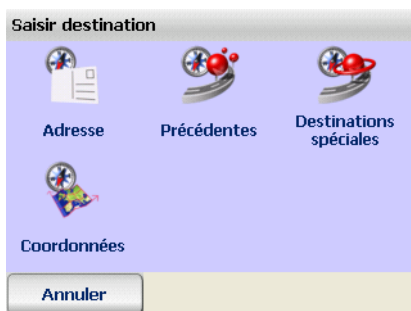 Saisir destination
Adresse
Précédentes
Destinations
spéciales
Coordonnées
Annuler